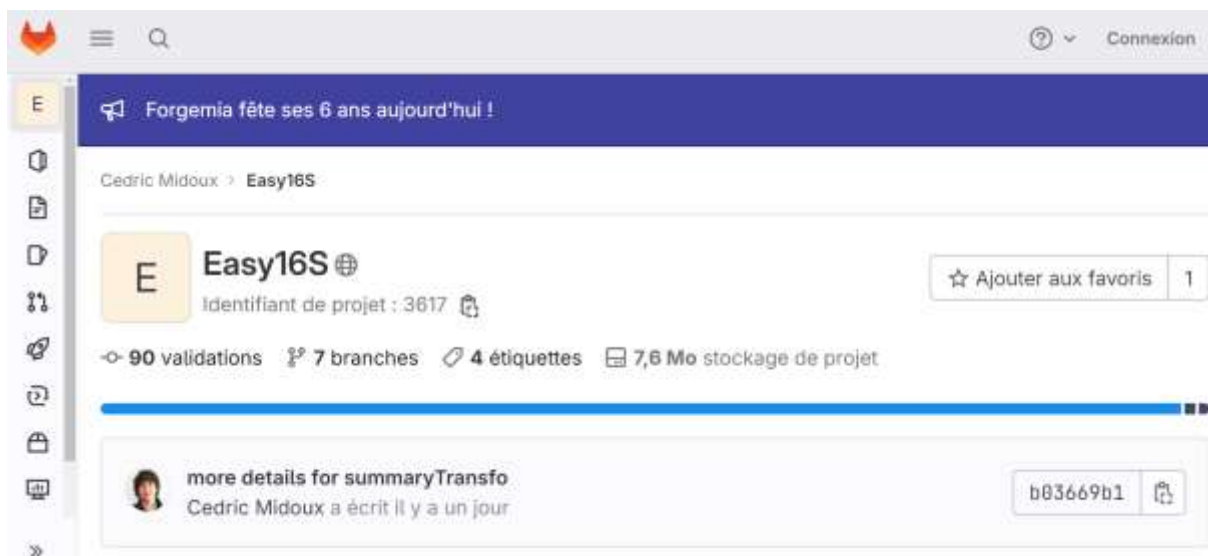 Connexion
E
Forgemia fête ses 6 ans aujourd'hui !
Cedric Midoux > Easy16S
E
Easy16S
Identifiant de projet : 3617
Ajouter aux favoris 1
90 validations 7 branches 4 étiquettes 7,6 Mo stockage de projet
more details for summaryTransfo
Cedric Midoux a écrit il y a un jour
b03669b1